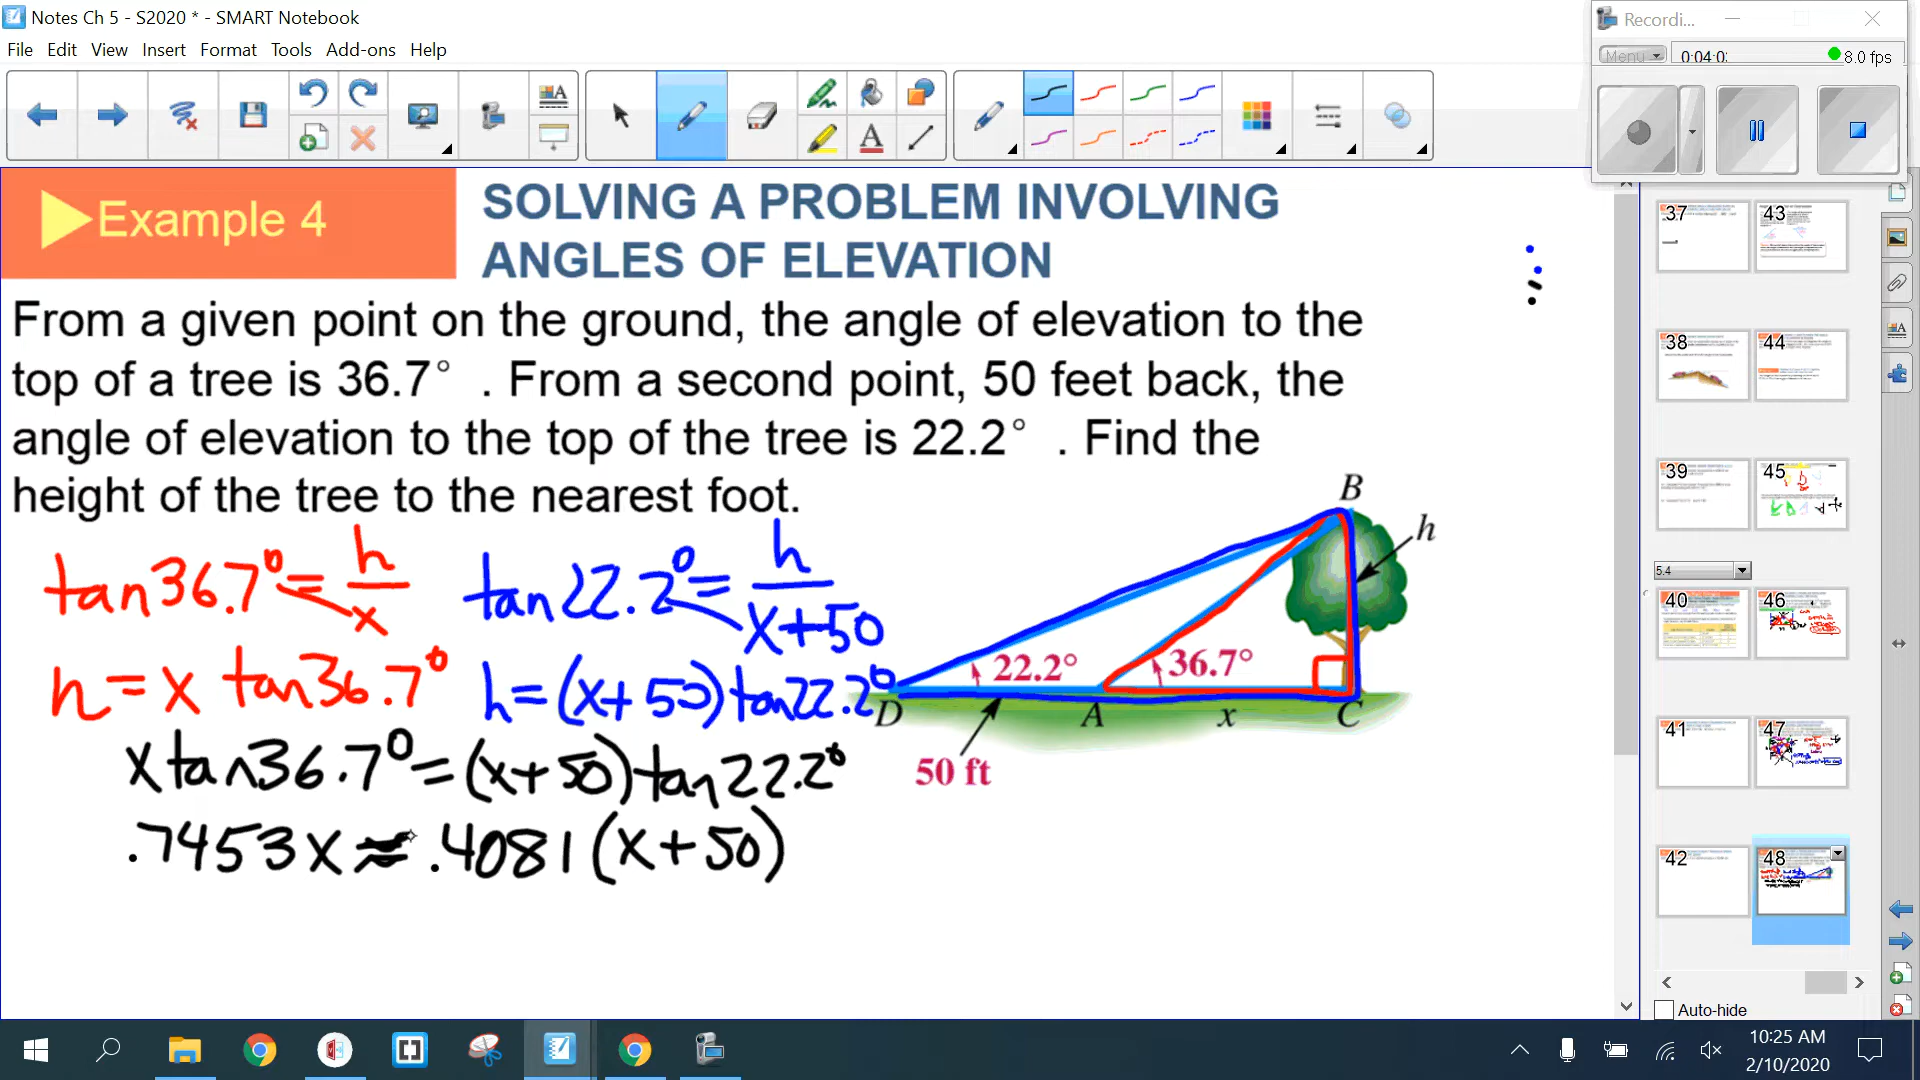 Notes Ch 5 - S2020 * - SMART Notebook
File Edit View Insert Format Tools Add-ons Help
Recordi...
Menu 0:04:0 8.0 fps
Example 4
SOLVING A PROBLEM INVOLVING
ANGLES OF ELEVATION
From a given point on the ground, the angle of elevation to the
top of a tree is 36.7° . From a second point, 50 feet back, the
angle of elevation to the top of the tree is 22.2° . Find the
height of the tree to the nearest foot.
tan36.7° = h/x
tan22.2° = h/(x+50)
h = x tan36.7°
h=(x+50)tan22.2°
xtan36.7°=(x+50)tan22.2°
.7453x ≈ .4081(x+50)
B
h
22.2°
36.7°
D A x C
50 ft
37 43
38 44
39 45
5.4
40 46
41 47
42 48
Auto-hide
10:25 AM
2/10/2020